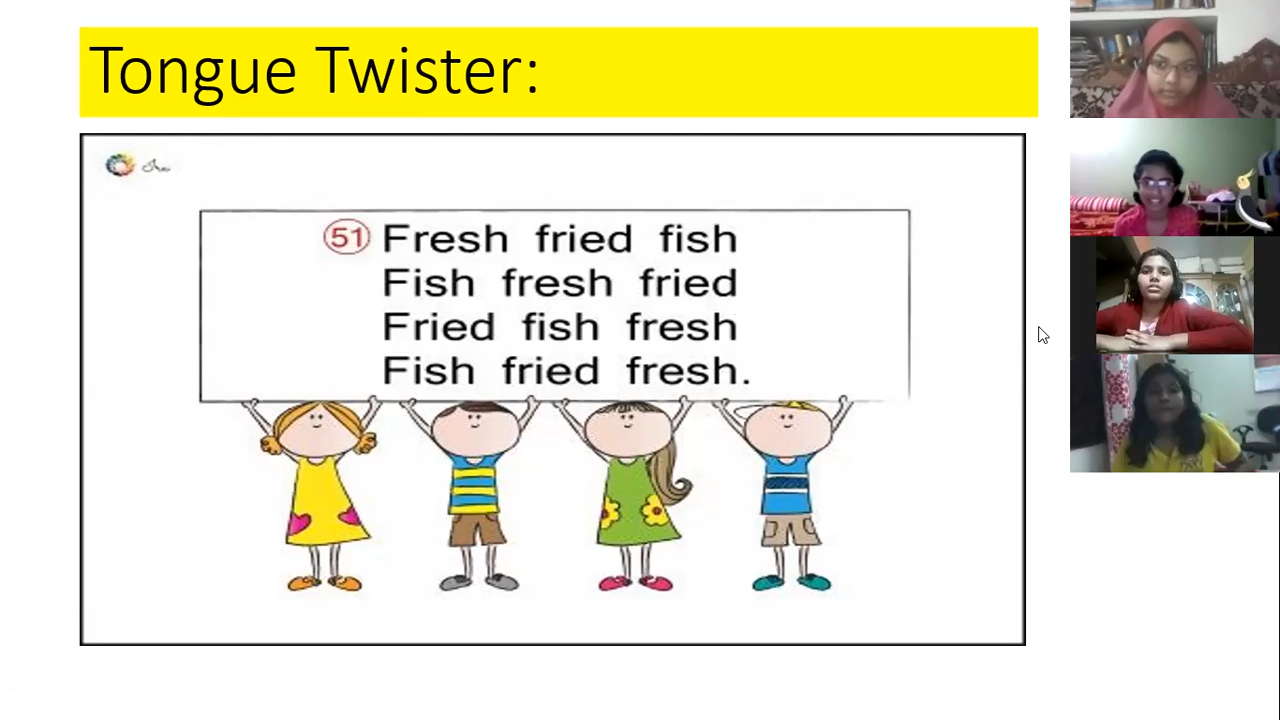 Tongue Twister:
51 Fresh fried fish
Fish fresh fried
Fried fish fresh
Fish fried fresh.